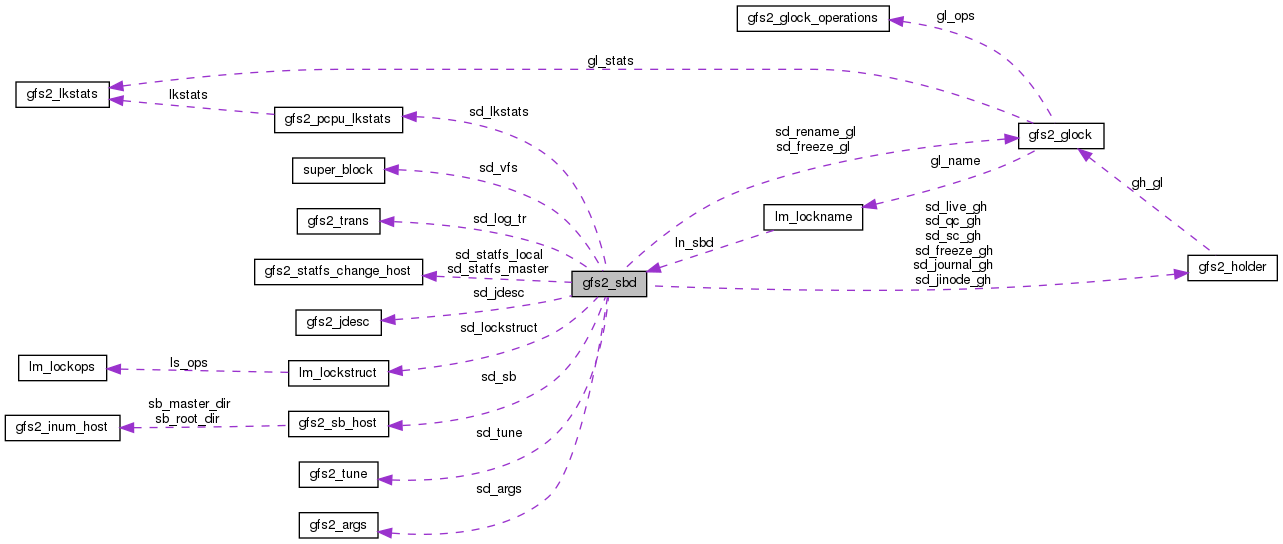 gfs2_glock_operations
gl_ops
gl_stats
gfs2_lkstats
lkstats
gfs2_pcpu_lkstats
sd_lkstats
sd_rename_gl
sd_freeze_gl
gfs2_glock
super_block
sd_vfs
gl_name
gh_gl
gfs2_trans
sd_log_tr
lm_lockname
sd_live_gh
sd_qc_gh
sd_sc_gh
sd_freeze_gh
sd_journal_gh
sd_jinode_gh
ln_sbd
gfs2_statfs_change_host
sd_statfs_local
sd_statfs_master
gfs2_sbd
gfs2_holder
gfs2_jdesc
sd_jdesc
sd_lockstruct
lm_lockops
ls_ops
lm_lockstruct
sd_sb
sb_master_dir
sb_root_dir
gfs2_inum_host
gfs2_sb_host
sd_tune
gfs2_tune
sd_args
gfs2_args